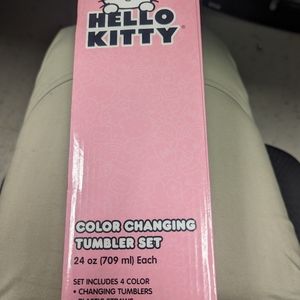 HELLO
KITTY®
COLOR CHANGING
TUMBLER SET
24 oz (709 ml) Each
SET INCLUDES 4 COLOR
• CHANGING TUMBLERS